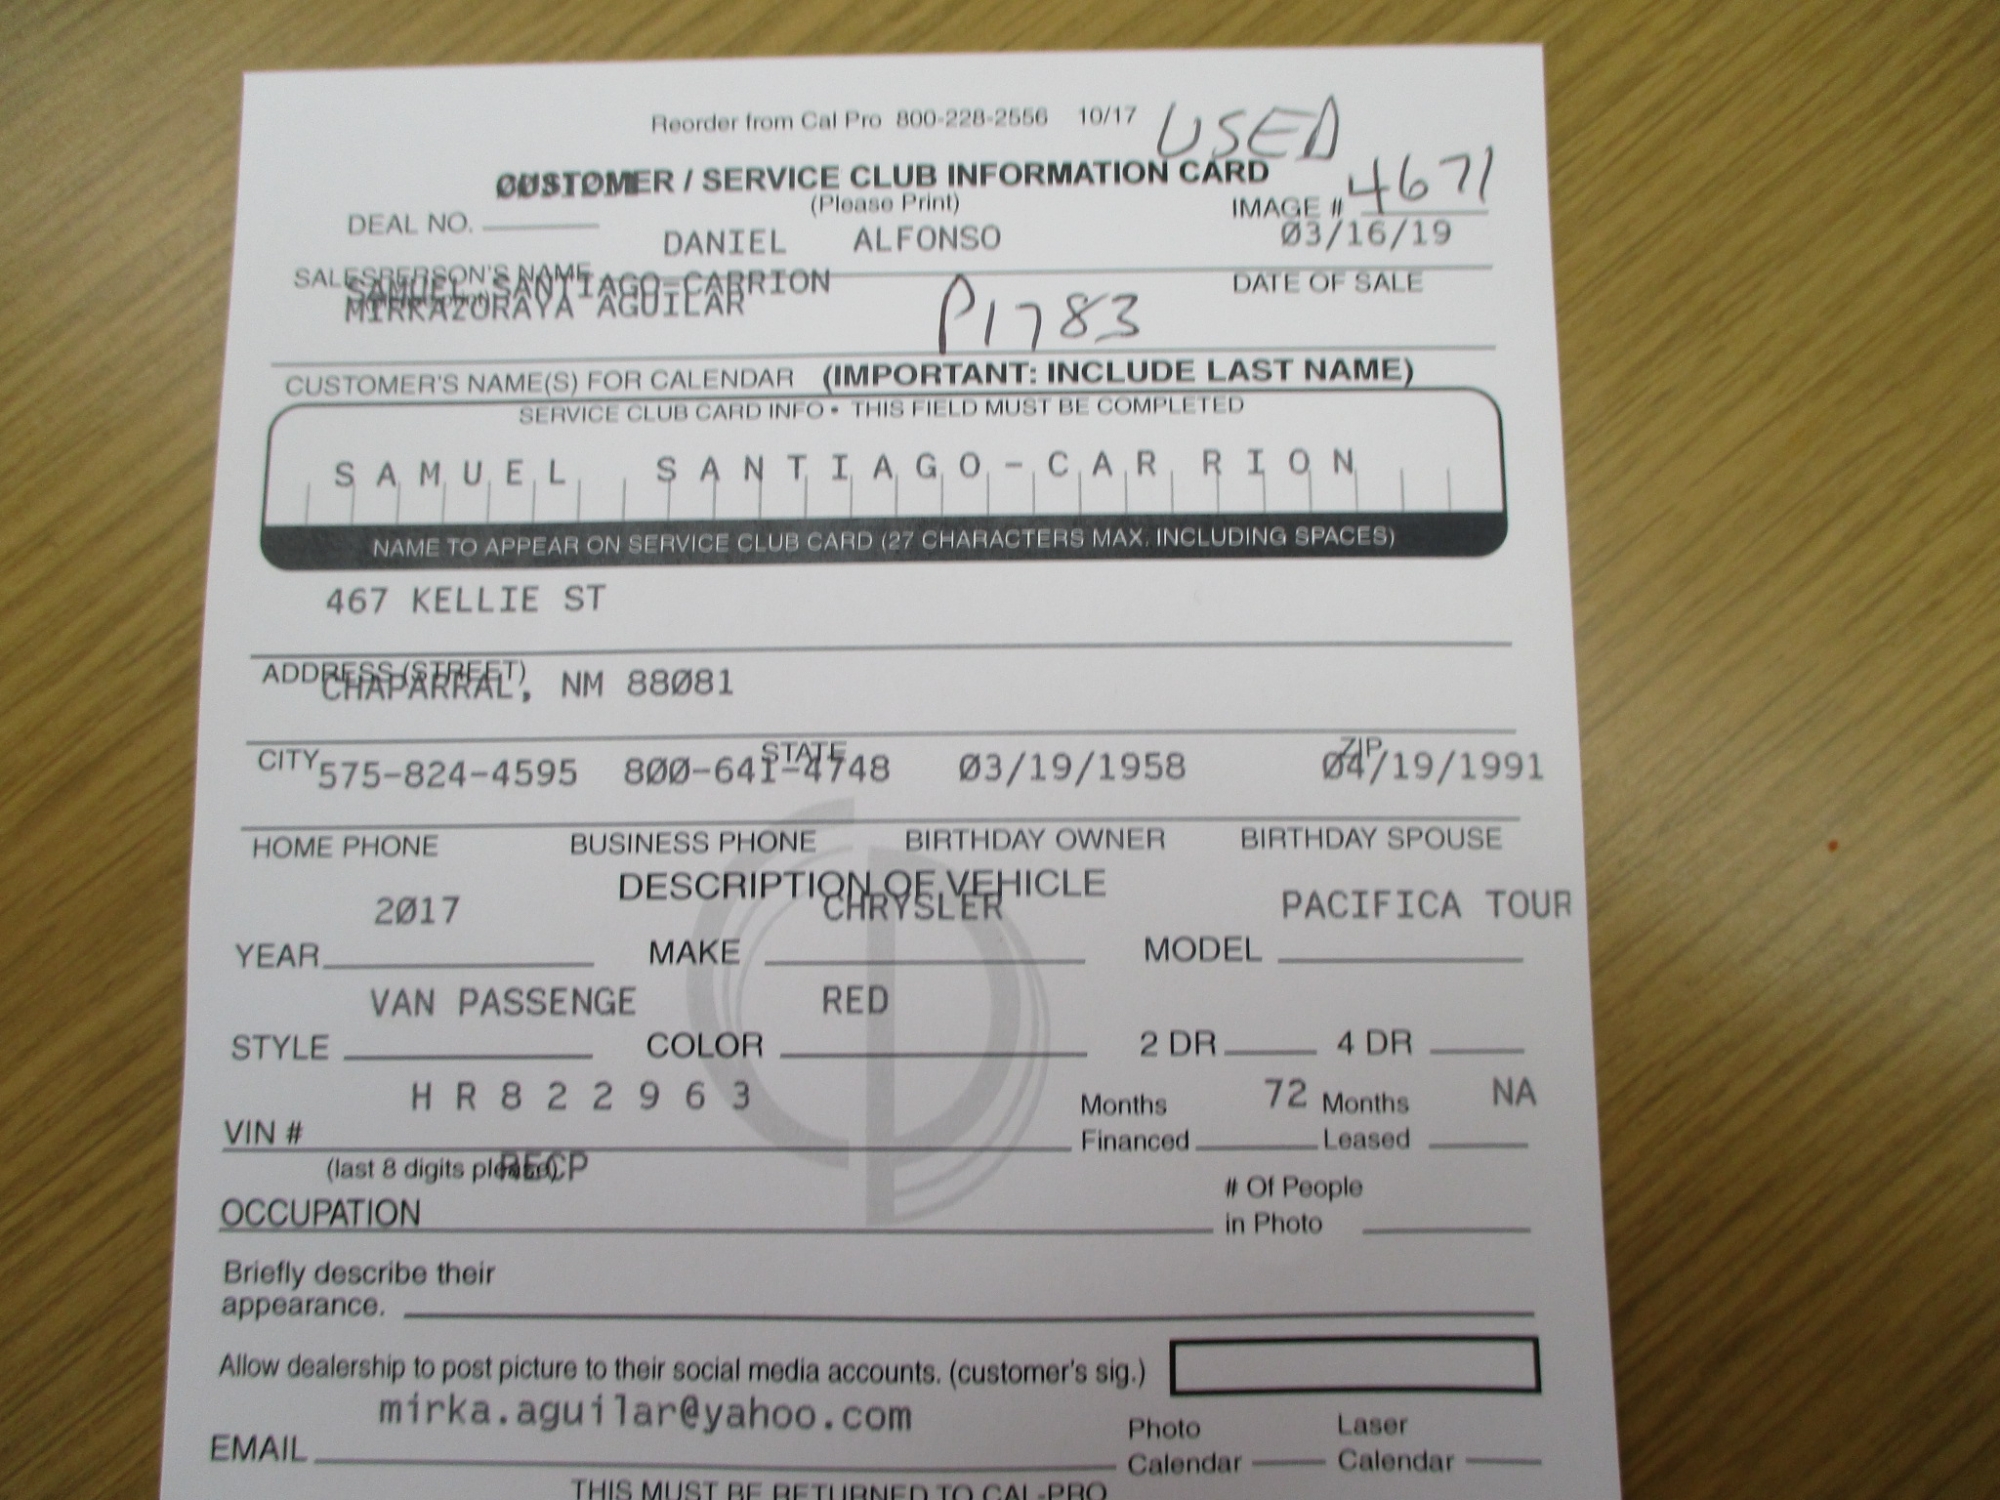 Reorder from Cal Pro 800-228-2556 10/17 USED
CUSTOMER / SERVICE CLUB INFORMATION CARD
(Please Print)
DEAL NO.
IMAGE # 4671
DANIEL ALFONSO
03/16/19
SALESPERSON'S NAME
DATE OF SALE
SAMUEL SANTIAGO-CARRION
MIRKAZORAYA AGUILAR
P1783
CUSTOMER'S NAME(S) FOR CALENDAR (IMPORTANT: INCLUDE LAST NAME)
SERVICE CLUB CARD INFO • THIS FIELD MUST BE COMPLETED
SAMUEL SANTIAGO-CARRION
NAME TO APPEAR ON SERVICE CLUB CARD (27 CHARACTERS MAX. INCLUDING SPACES)
467 KELLIE ST
ADDRESS (STREET)
CHAPARRAL, NM 88081
CITY STATE ZIP
575-824-4595 800-641-4748 03/19/1958 04/19/1991
HOME PHONE BUSINESS PHONE BIRTHDAY OWNER BIRTHDAY SPOUSE
DESCRIPTION OF VEHICLE
2017 CHRYSLER PACIFICA TOUR
YEAR MAKE MODEL
VAN PASSENGE RED
STYLE COLOR 2 DR 4 DR
HR822963 72 NA
VIN # Months Financed Months Leased
(last 8 digits please)
RECP
OCCUPATION # Of People in Photo
Briefly describe their
appearance.
Allow dealership to post picture to their social media accounts. (customer's sig.)
mirka.aguilar@yahoo.com
EMAIL Photo Calendar Laser Calendar
THIS MUST BE RETURNED TO CAL-PRO